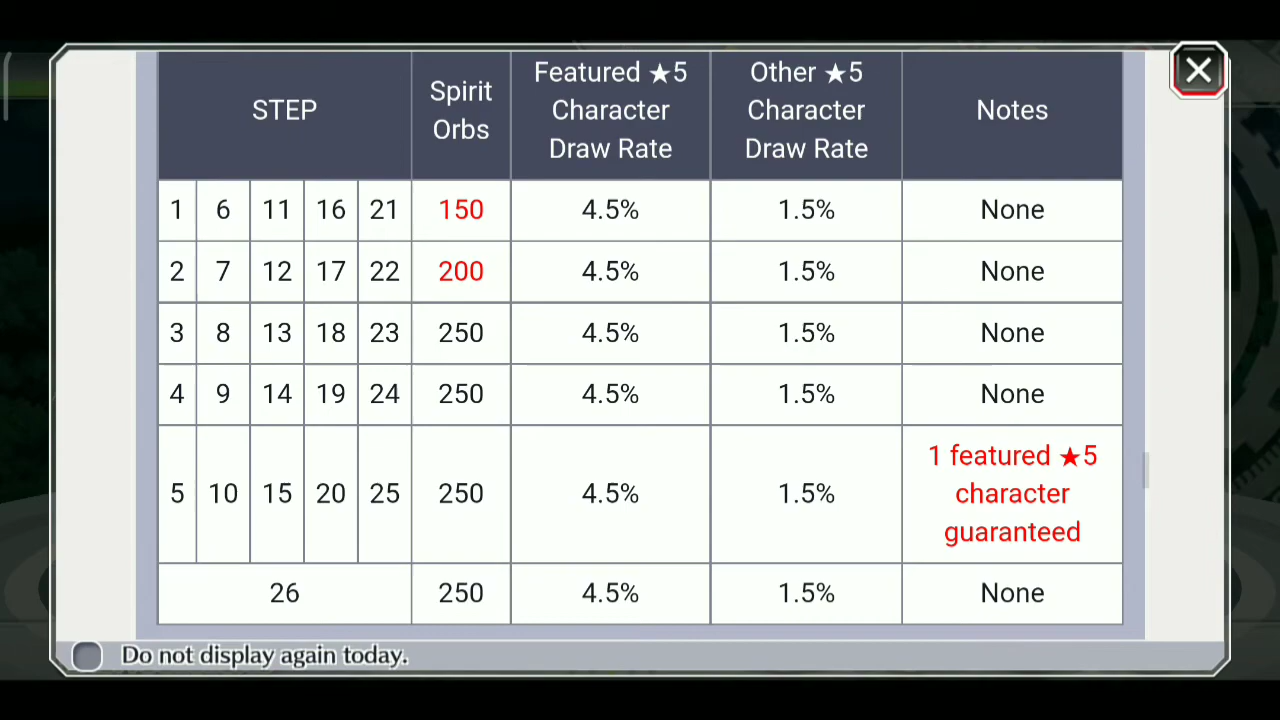 STEP Spirit Orbs Featured ★5 Character Draw Rate Other ★5 Character Draw Rate Notes
1 6 11 16 21 150 4.5% 1.5% None
2 7 12 17 22 200 4.5% 1.5% None
3 8 13 18 23 250 4.5% 1.5% None
4 9 14 19 24 250 4.5% 1.5% None
5 10 15 20 25 250 4.5% 1.5% 1 featured ★5 character guaranteed
26 250 4.5% 1.5% None
Do not display again today.